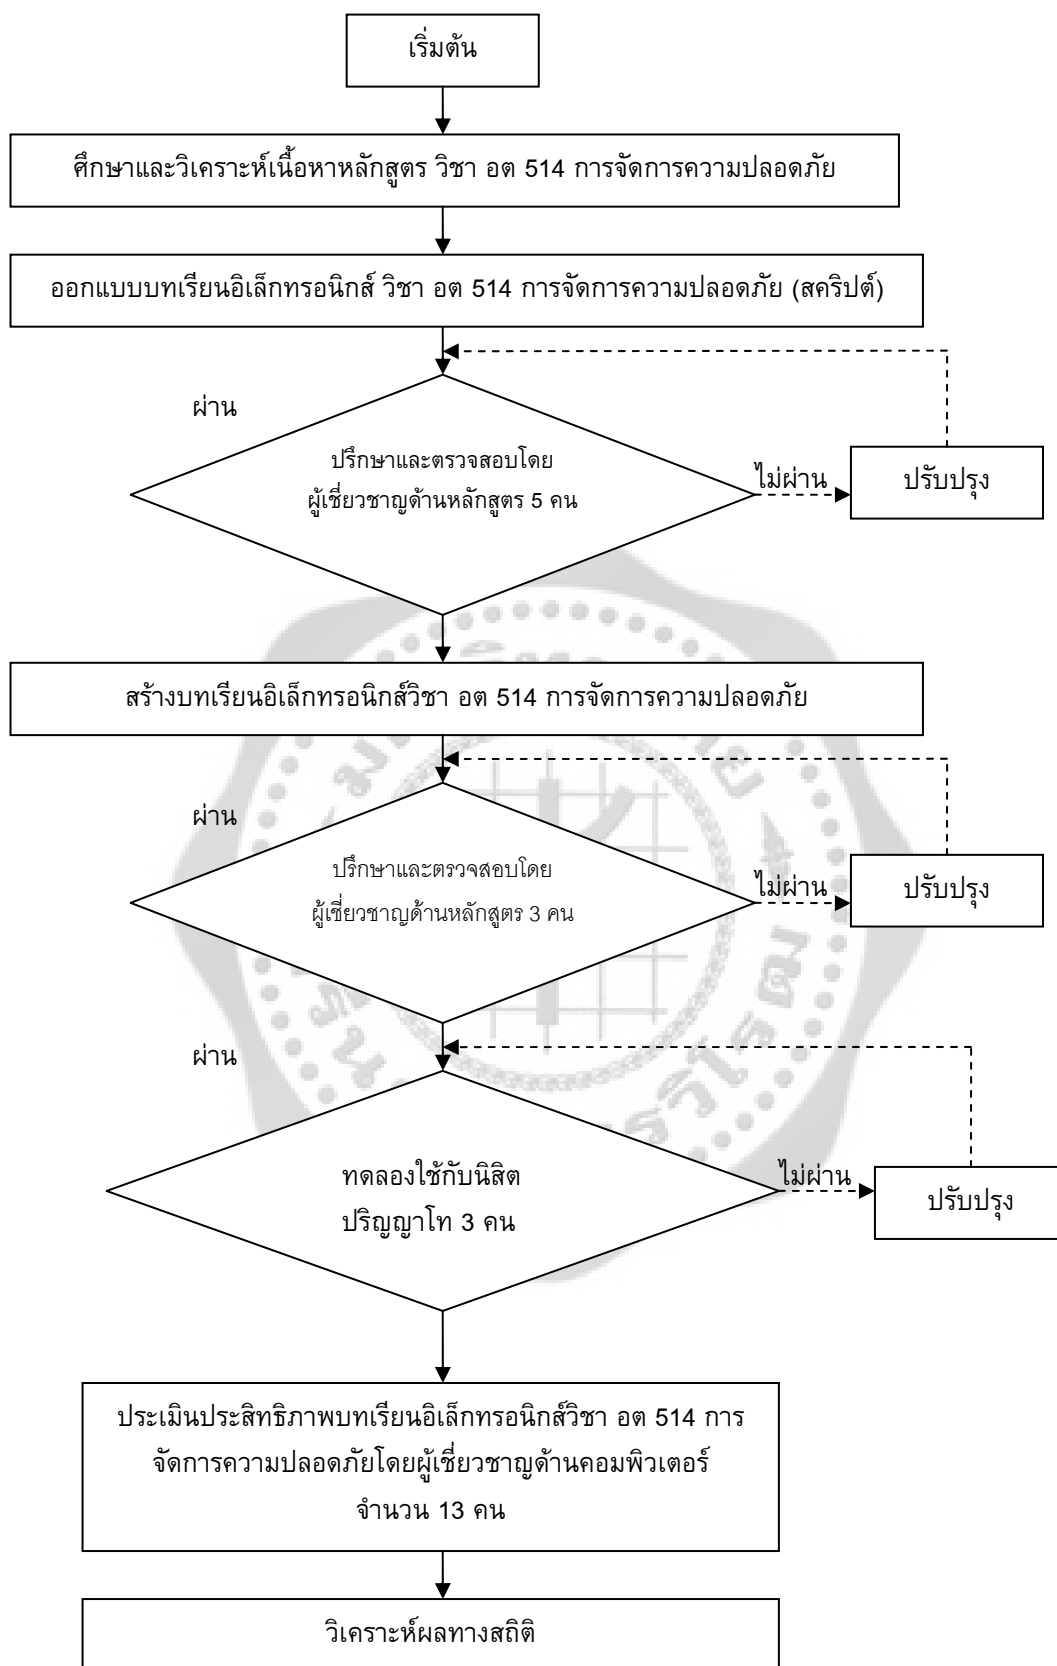 เริ่มต้น
ศึกษาและวิเคราะห์เนื้อหาหลักสูตร วิชา อต 514 การจัดการความปลอดภัย
ออกแบบบทเรียนอิเล็กทรอนิกส์ วิชา อต 514 การจัดการความปลอดภัย (สคริปต์)
ผ่าน
ปรึกษาและตรวจสอบโดย
ผู้เชี่ยวชาญด้านหลักสูตร 5 คน
ไม่ผ่าน
ปรับปรุง
สร้างบทเรียนอิเล็กทรอนิกส์วิชา อต 514 การจัดการความปลอดภัย
ผ่าน
ปรึกษาและตรวจสอบโดย
ผู้เชี่ยวชาญด้านหลักสูตร 3 คน
ไม่ผ่าน
ปรับปรุง
ผ่าน
ทดลองใช้กับนิสิต
ปริญญาโท 3 คน
ไม่ผ่าน
ปรับปรุง
ประเมินประสิทธิภาพบทเรียนอิเล็กทรอนิกส์วิชา อต 514 การ
จัดการความปลอดภัยโดยผู้เชี่ยวชาญด้านคอมพิวเตอร์
จำนวน 13 คน
วิเคราะห์ผลทางสถิติ